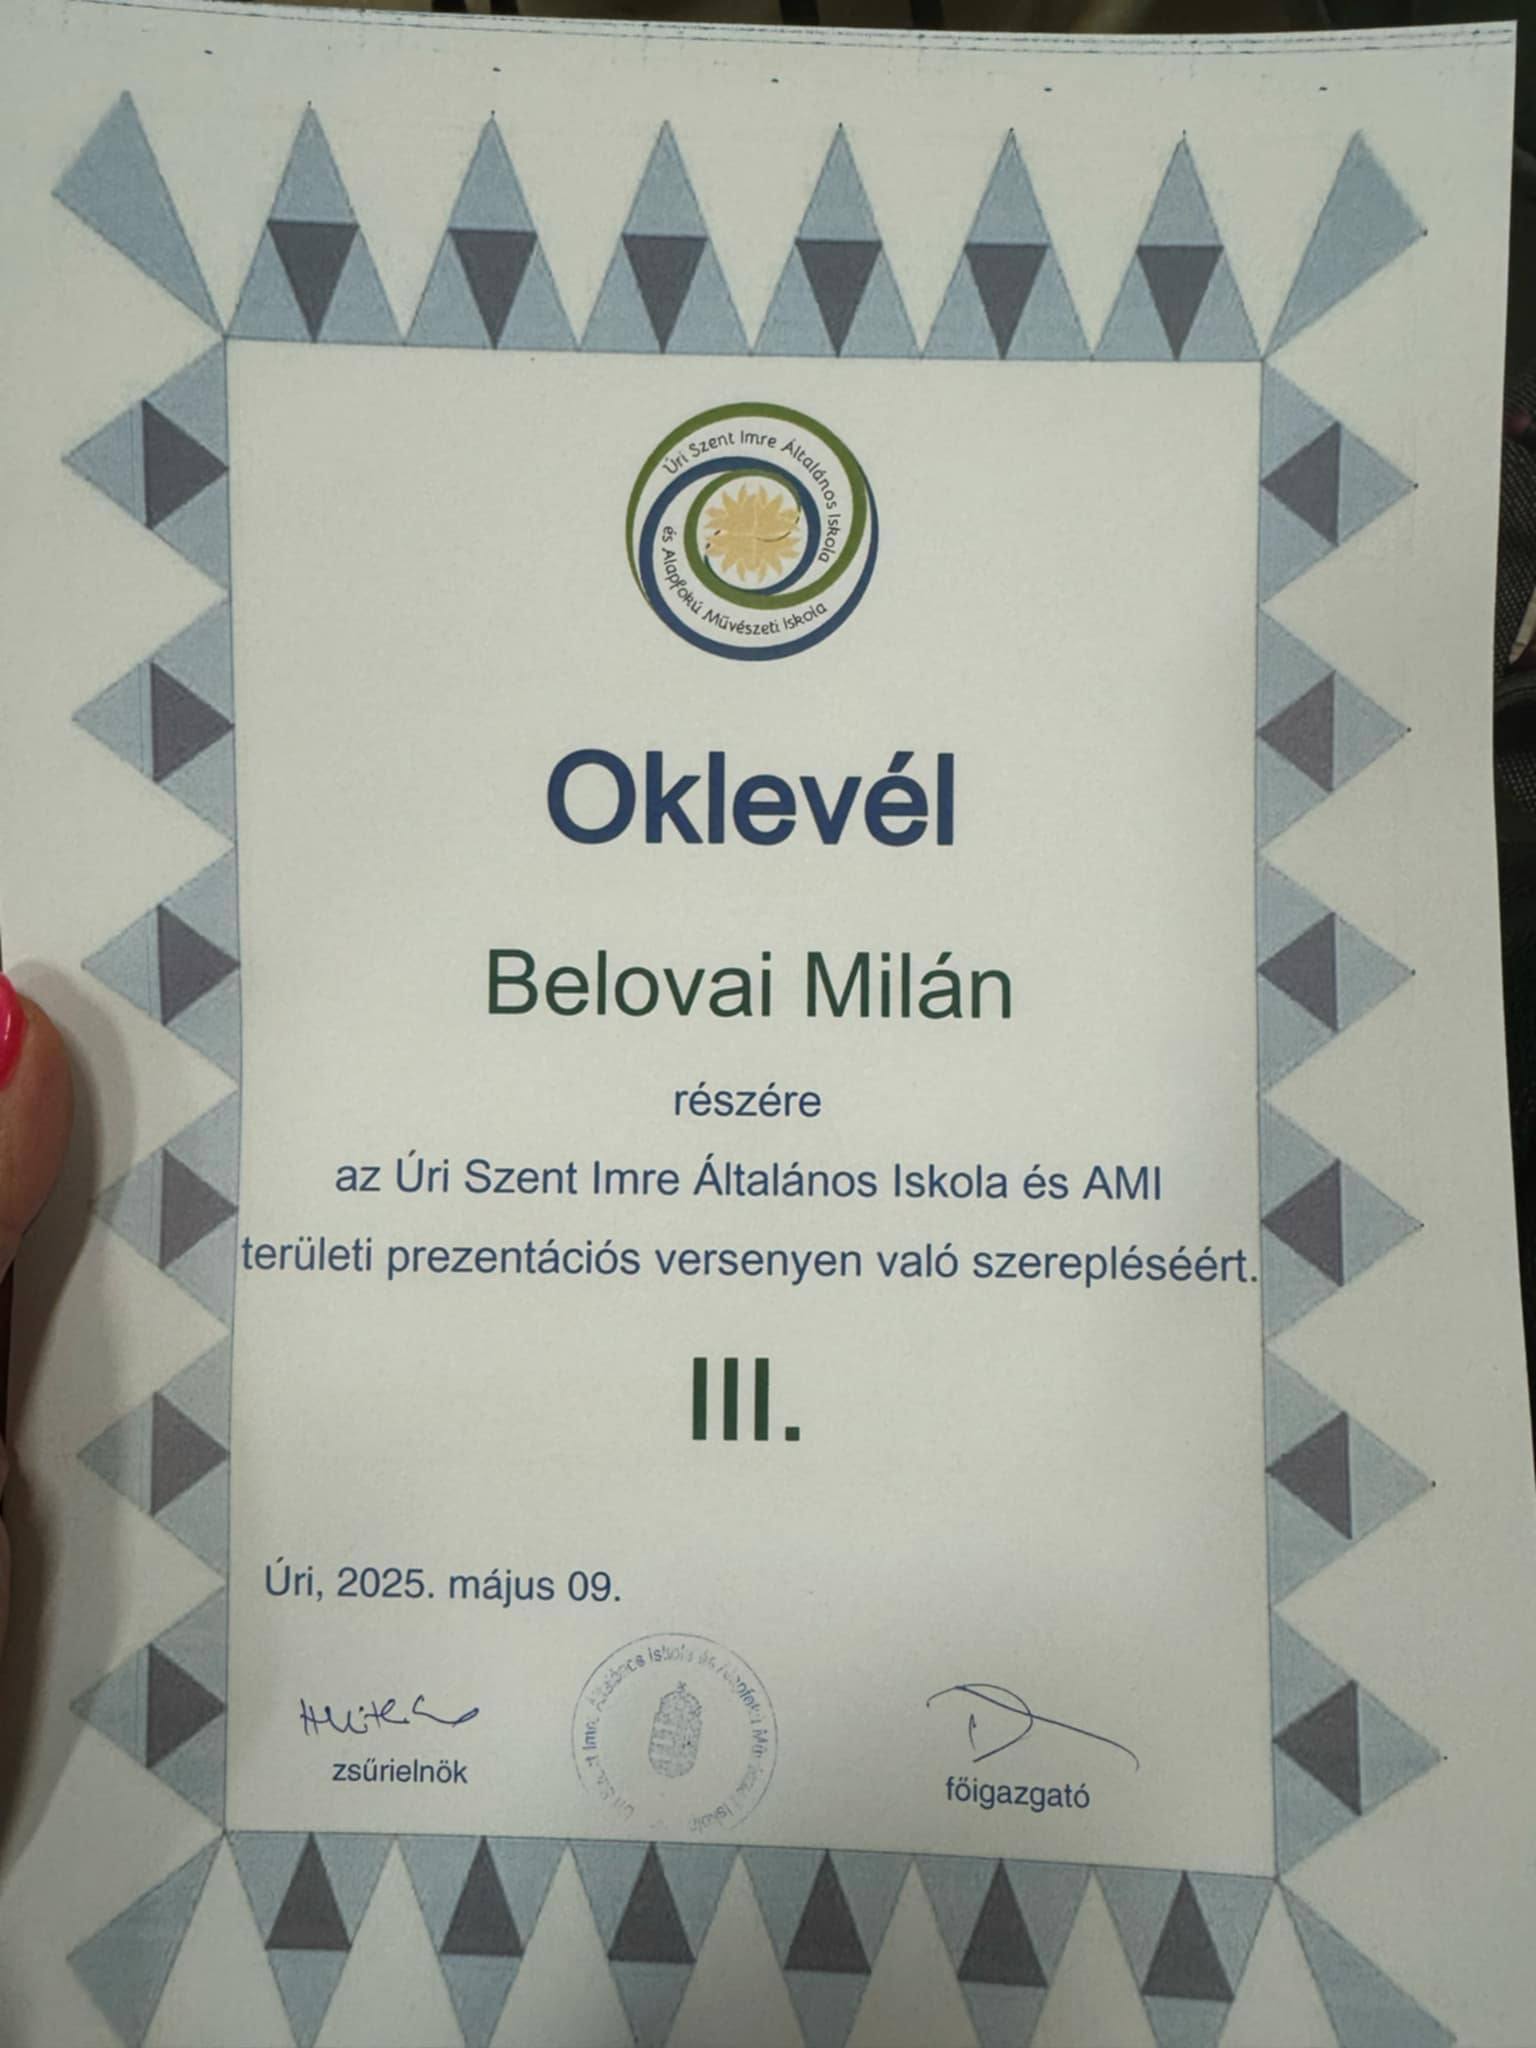 Úri Szent Imre Általános Iskola
és Alapfokú Művészeti Iskola
Oklevél
Belovai Milán
részére
az Úri Szent Imre Általános Iskola és AMI
területi prezentációs versenyen való szerepléséért.
III.
Úri, 2025. május 09.
zsűrielnök
főigazgató